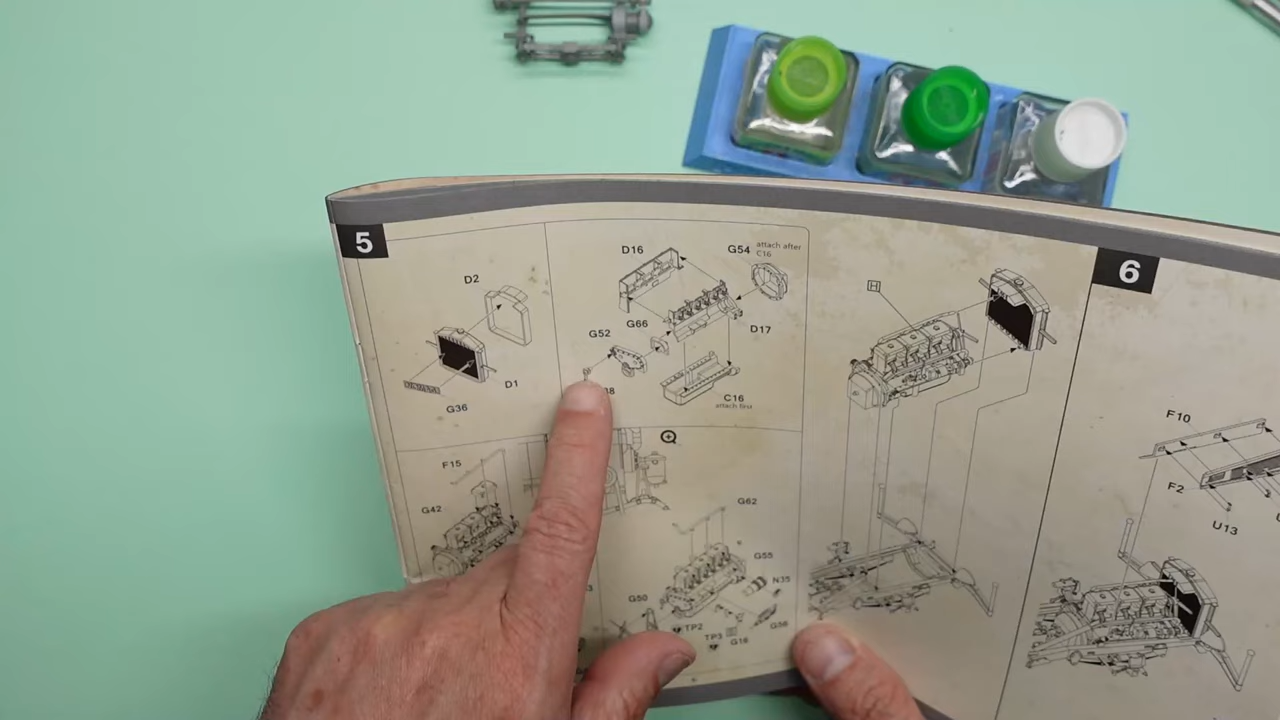 5
D2
D1
G36
D16
G54
attach after
C16
G66
D17
G52
C16
attach first
H
F15
G42
G62
G55
N35
G50
TP2
TP3
G18
G56
6
F10
F2
U13